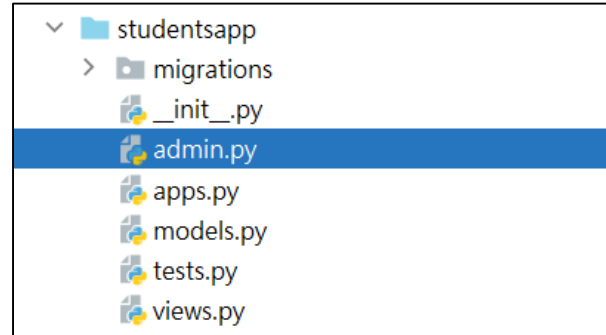 studentsapp
migrations
__init__.py
admin.py
apps.py
models.py
tests.py
views.py